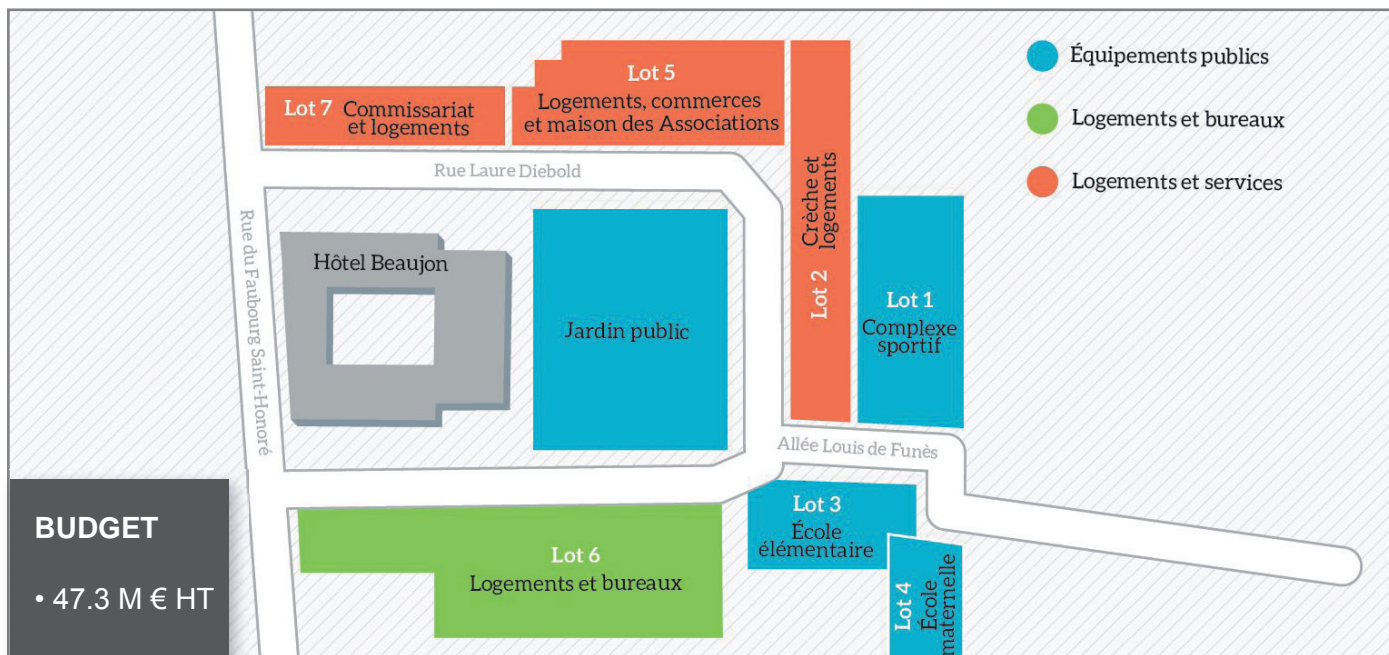 Lot 5
Logements, commerces
et maison des Associations
Lot 7 Commissariat
et logements
Rue Laure Diebold
Équipements publics
Logements et bureaux
Logements et services
Rue du Faubourg Saint-Honoré
Hôtel Beaujon
Jardin public
Lot 2 Crèche et
logements
Lot 1
Complexe
sportif
Allée Louis de Funès
Lot 3
École
élémentaire
Lot 4 École
maternelle
Lot 6
Logements et bureaux
BUDGET
• 47.3 M € HT